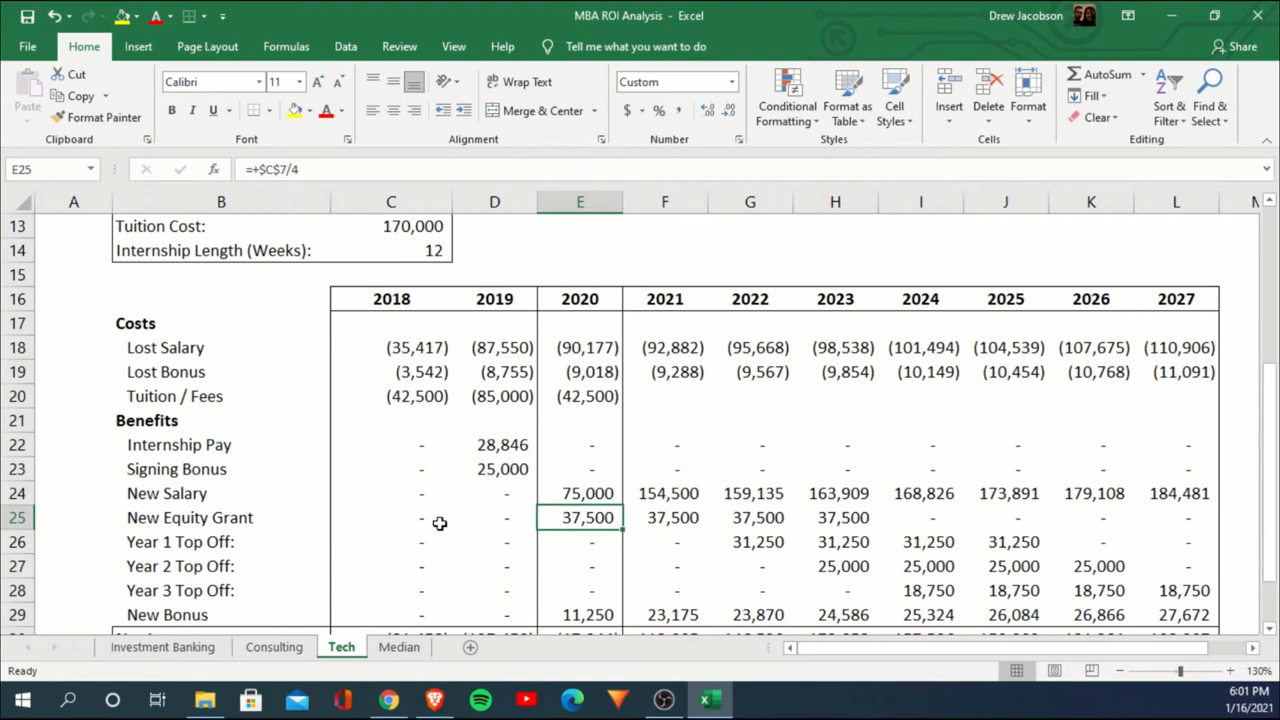 MBA ROI Analysis - Excel
Drew Jacobson
File Home Insert Page Layout Formulas Data Review View Help Tell me what you want to do Share
Paste
Cut
Copy
Format Painter
Clipboard
Calibri 11
B I U
Font
Wrap Text
Merge & Center
Alignment
Custom
$ % ,
Number
Conditional Formatting
Format as Table
Cell Styles
Styles
Insert Delete Format
Cells
AutoSum
Fill
Clear
Sort & Filter
Find & Select
Editing
E25 fx =+$C$7/4
A B C D E F G H I J K L
13 Tuition Cost: 170,000
14 Internship Length (Weeks): 12
15
16 2018 2019 2020 2021 2022 2023 2024 2025 2026 2027
17 Costs
18 Lost Salary (35,417) (87,550) (90,177) (92,882) (95,668) (98,538) (101,494) (104,539) (107,675) (110,906)
19 Lost Bonus (3,542) (8,755) (9,018) (9,288) (9,567) (9,854) (10,149) (10,454) (10,768) (11,091)
20 Tuition / Fees (42,500) (85,000) (42,500)
21 Benefits
22 Internship Pay - 28,846 - - - - - - - -
23 Signing Bonus - 25,000 - - - - - - - -
24 New Salary - - 75,000 154,500 159,135 163,909 168,826 173,891 179,108 184,481
25 New Equity Grant - - 37,500 37,500 37,500 37,500 - - - -
26 Year 1 Top Off: - - - - 31,250 31,250 31,250 31,250 - -
27 Year 2 Top Off: - - - - - 25,000 25,000 25,000 25,000 -
28 Year 3 Top Off: - - - - - - 18,750 18,750 18,750 18,750
29 New Bonus - - 11,250 23,175 23,870 24,586 25,324 26,084 26,866 27,672
Investment Banking Consulting Tech Median
Ready
130%
6:01 PM
1/16/2021